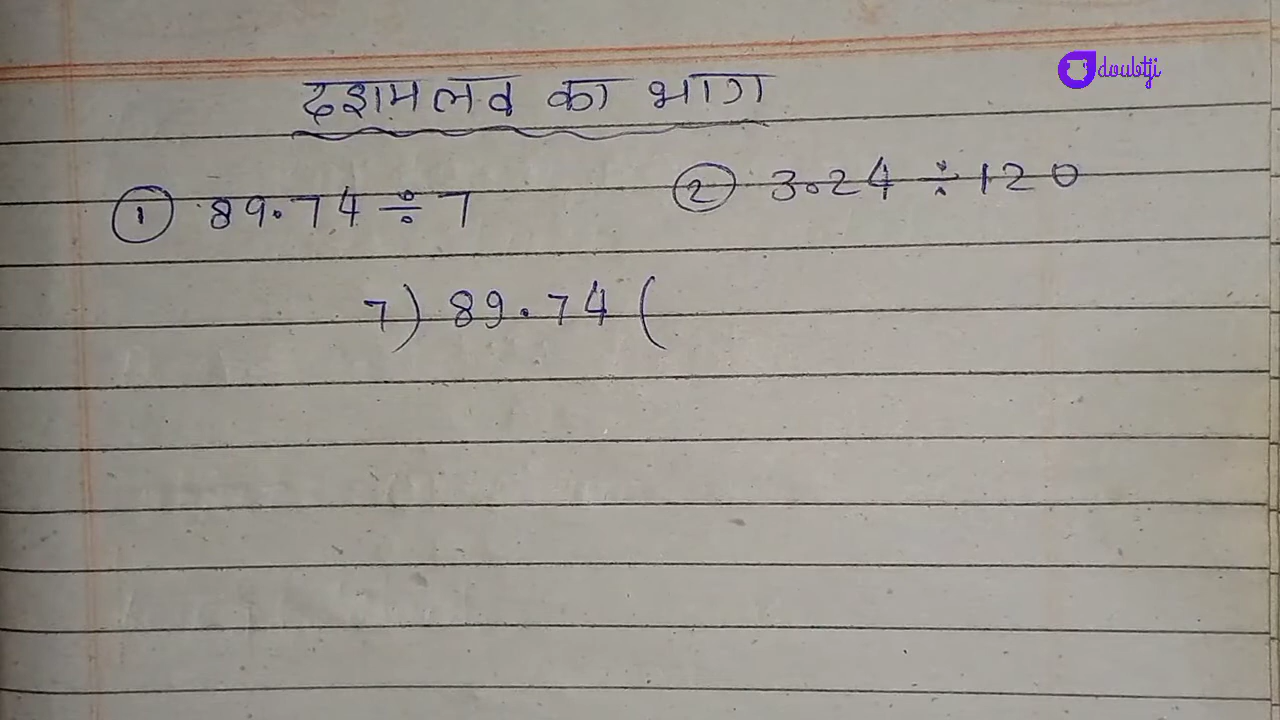 doubtji
दशमलव का भाग
① 89.74 ÷ 7 ② 3.24 ÷ 120
7) 89.74 (